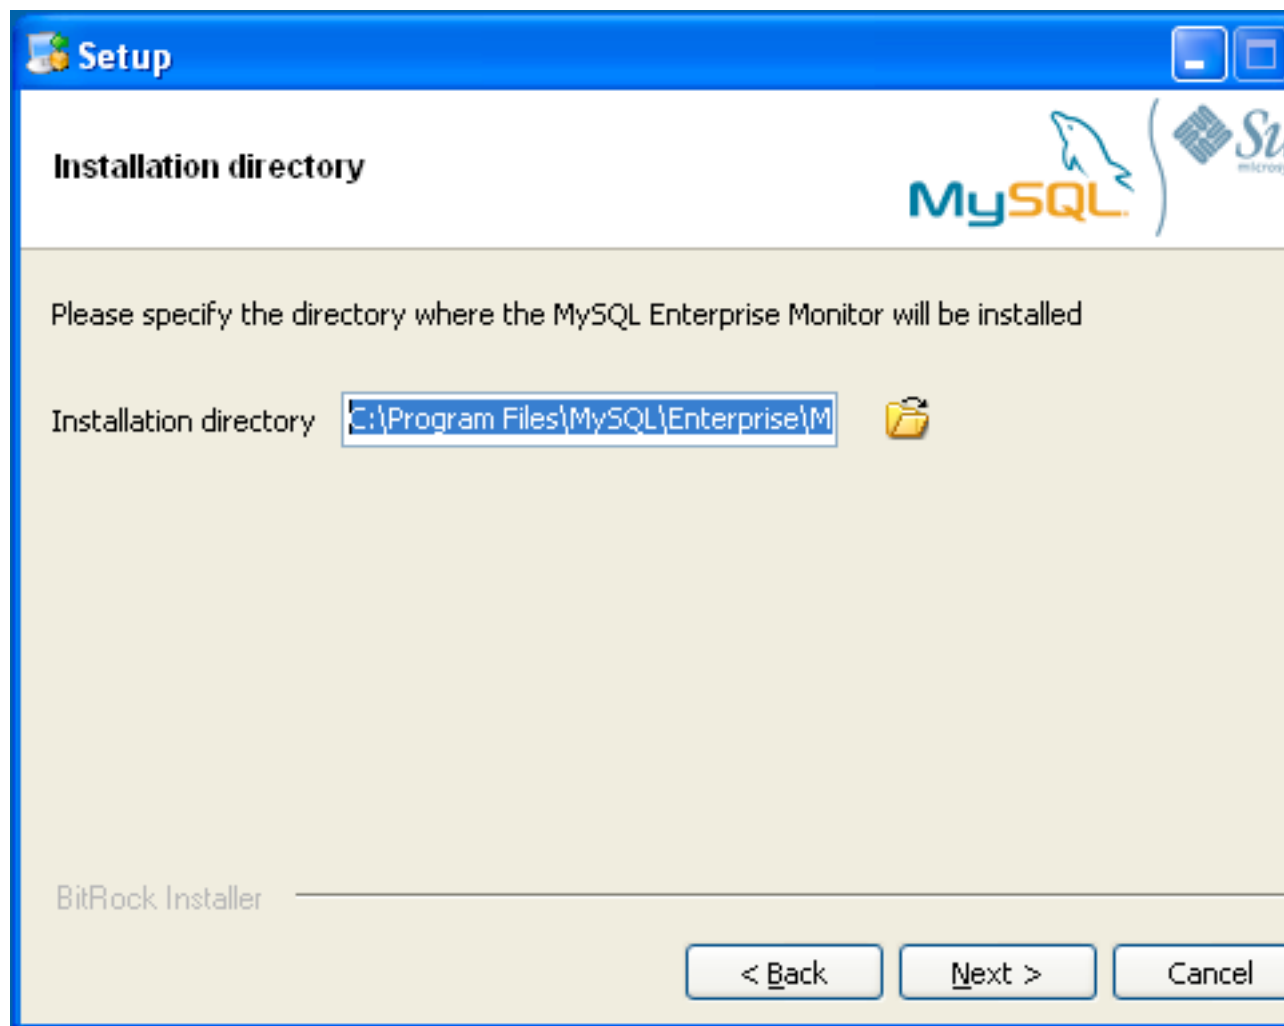 Setup
Installation directory
MySQL
Please specify the directory where the MySQL Enterprise Monitor will be installed
Installation directory C:\Program Files\MySQL\Enterprise\M
BitRock Installer
< Back Next > Cancel